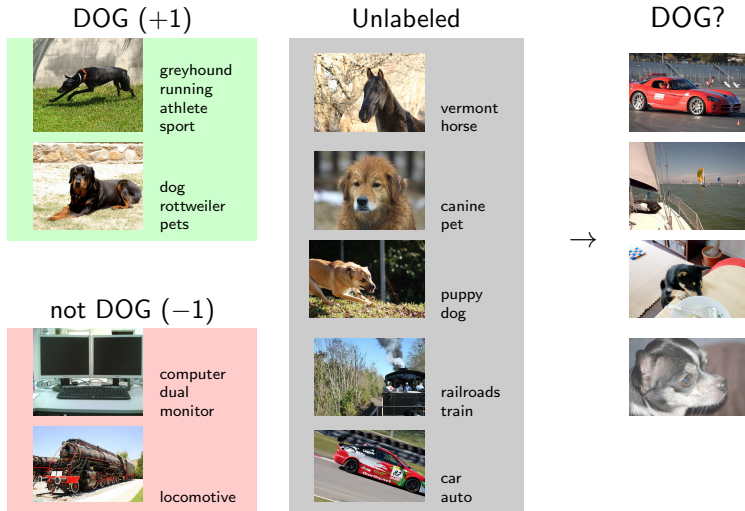 DOG (+1)
greyhound
running
athlete
sport
dog
rottweiler
pets
not DOG (−1)
computer
dual
monitor
locomotive
Unlabeled
vermont
horse
canine
pet
puppy
dog
railroads
train
car
auto
→
DOG?